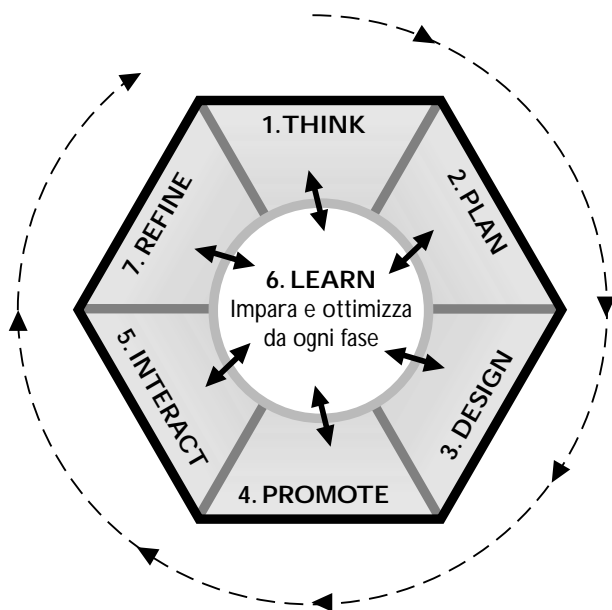 1. THINK
2. PLAN
3. DESIGN
4. PROMOTE
5. INTERACT
6. LEARN
Impara e ottimizza
da ogni fase
7. REFINE